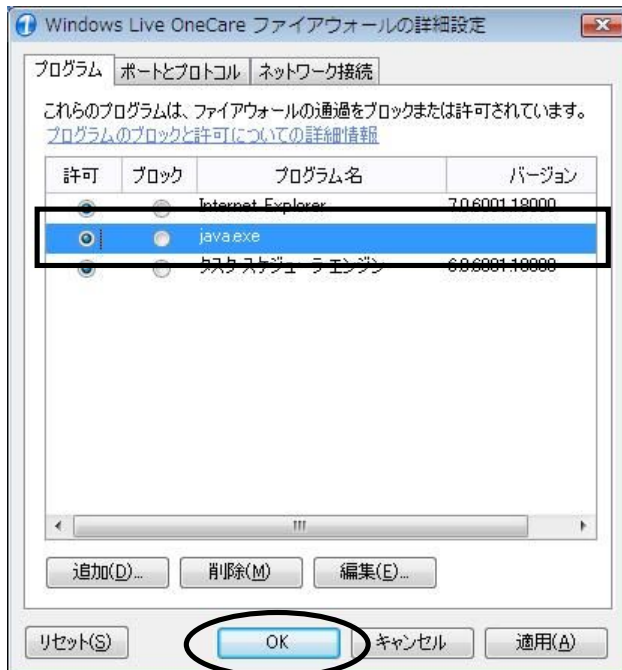 Windows Live OneCare ファイアウォールの詳細設定
プログラム ポートとプロトコル ネットワーク接続
これらのプログラムは、ファイアウォールの通過をブロックまたは許可されています。
プログラムのブロックと許可についての詳細情報
許可 ブロック プログラム名 バージョン
Internet Explorer 7.0.6001.18000
java.exe
タスク スケジューラ エンジン 6.0.6001.18000
追加(D)... 削除(M) 編集(E)...
リセット(S) OK キャンセル 適用(A)